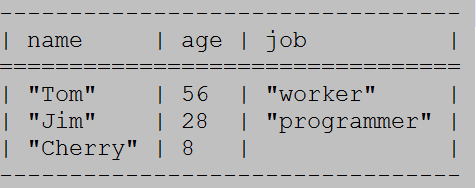 ----------------------------------
| name     | age | job          |
==================================
| "Tom"    | 56  | "worker"     |
| "Jim"    | 28  | "programmer" |
| "Cherry" | 8   |              |
----------------------------------